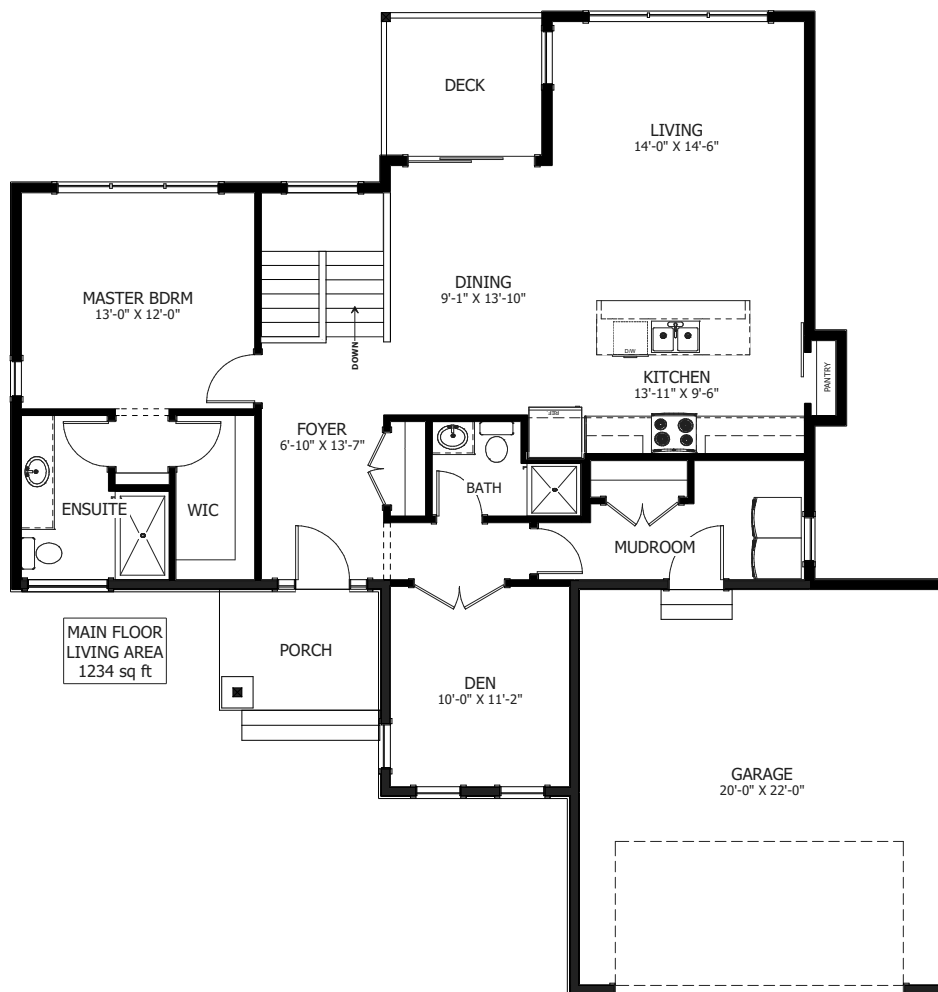 DECK
LIVING
14'-0" X 14'-6"
MASTER BDRM
13'-0" X 12'-0"
DINING
9'-1" X 13'-10"
DOWN
D/W
KITCHEN
13'-11" X 9'-6"
PANTRY
REF
FOYER
6'-10" X 13'-7"
BATH
ENSUITE
WIC
MUDROOM
MAIN FLOOR
LIVING AREA
1234 sq ft
PORCH
DEN
10'-0" X 11'-2"
GARAGE
20'-0" X 22'-0"